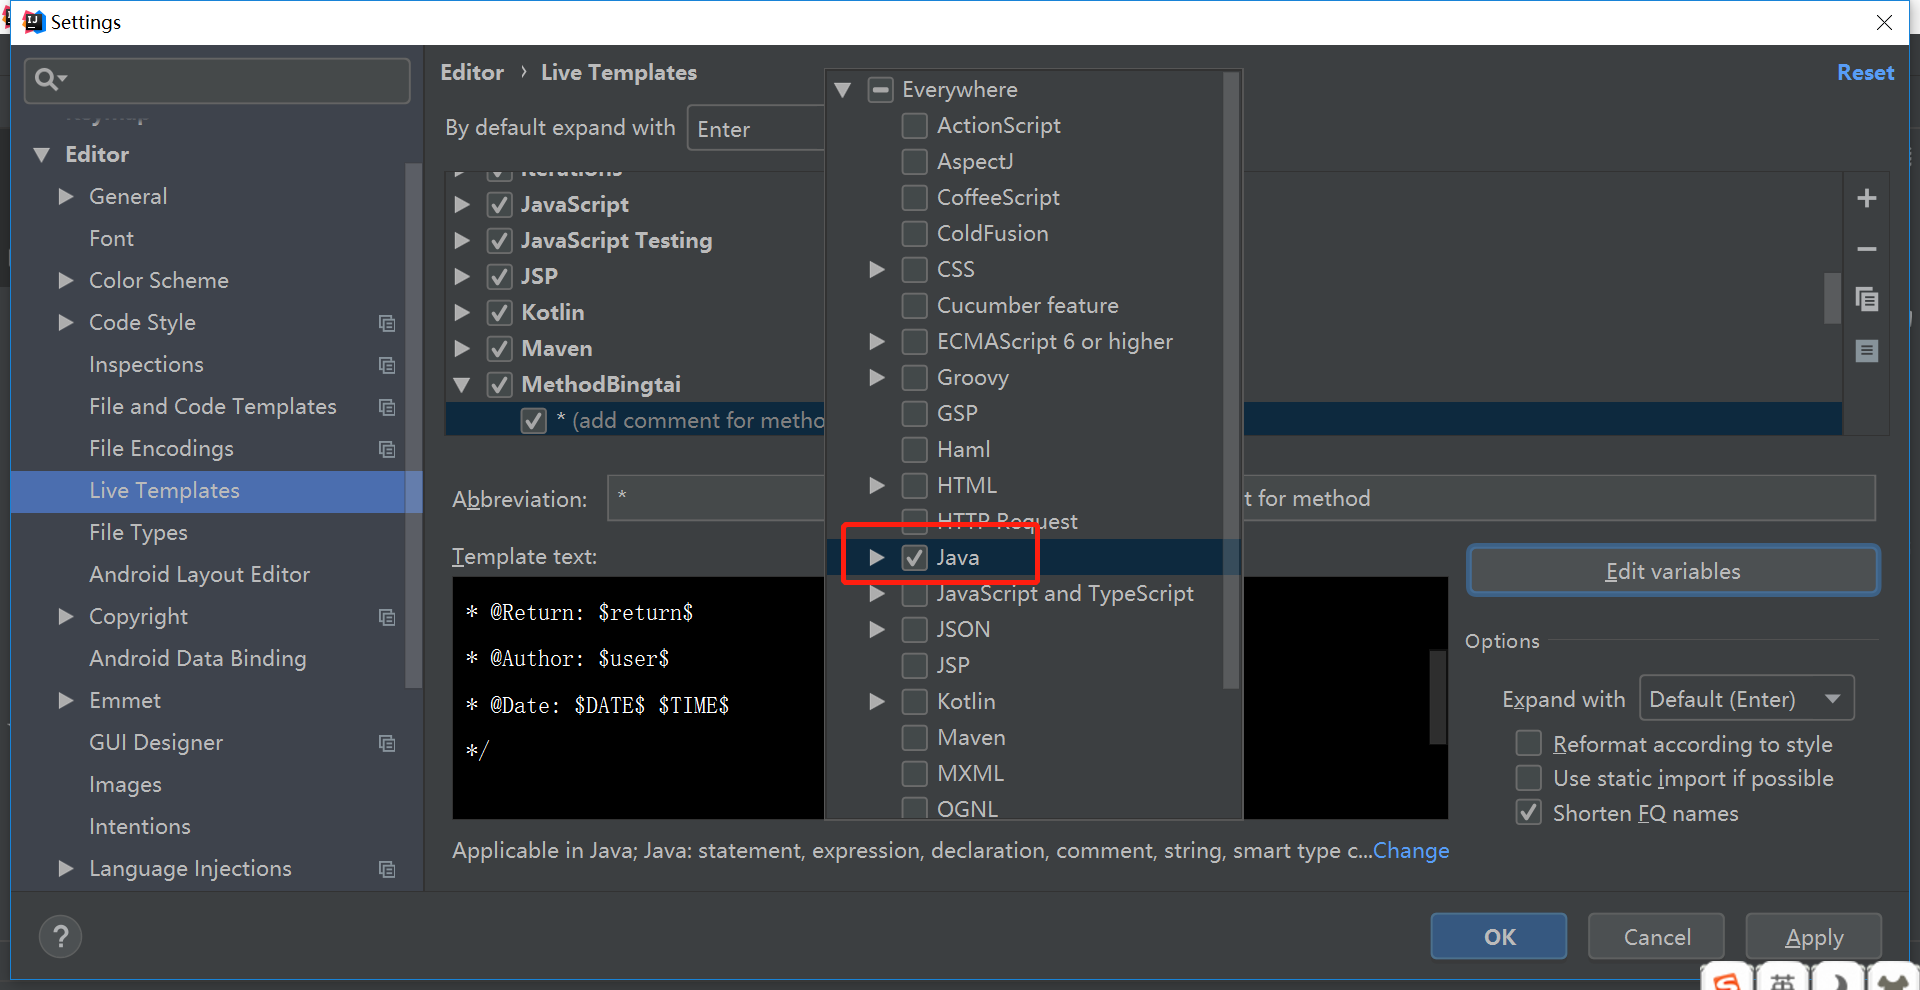 Settings
Editor › Live Templates
Reset
By default expand with
Enter
Keymap
Editor
General
Font
Color Scheme
Code Style
Inspections
File and Code Templates
File Encodings
Live Templates
File Types
Android Layout Editor
Copyright
Android Data Binding
Emmet
GUI Designer
Images
Intentions
Language Injections
Iterations
JavaScript
JavaScript Testing
JSP
Kotlin
Maven
MethodBingtai
* (add comment for metho
Everywhere
ActionScript
AspectJ
CoffeeScript
ColdFusion
CSS
Cucumber feature
ECMAScript 6 or higher
Groovy
GSP
Haml
HTML
HTTP Request
Java
JavaScript and TypeScript
JSON
JSP
Kotlin
Maven
MXML
OGNL
Abbreviation:
*
t for method
Template text:
* @Return: $return$
* @Author: $user$
* @Date: $DATE$ $TIME$
*/
Edit variables
Options
Expand with
Default (Enter)
Reformat according to style
Use static import if possible
Shorten FQ names
Applicable in Java; Java: statement, expression, declaration, comment, string, smart type c...Change
?
OK
Cancel
Apply
英